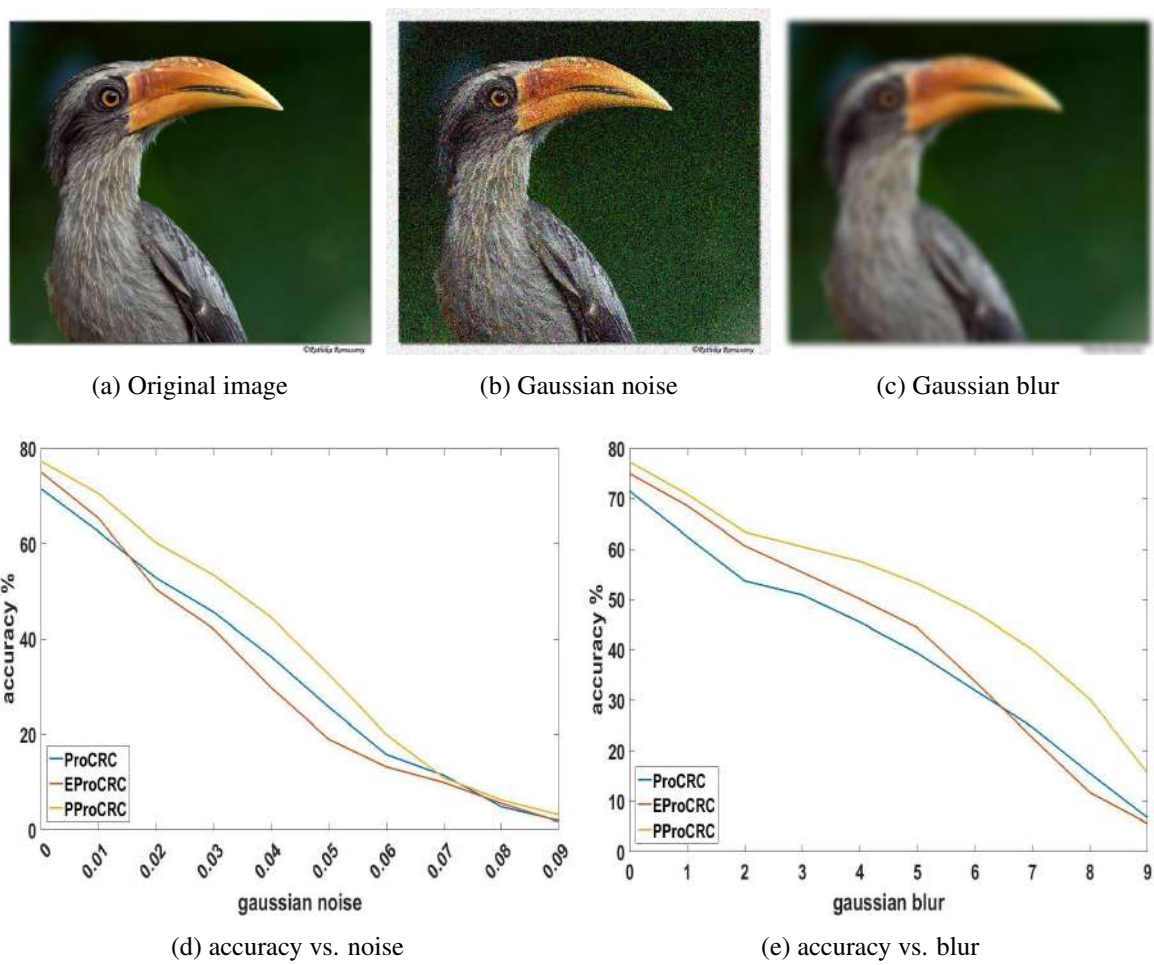 (a) Original image
(b) Gaussian noise
(c) Gaussian blur
80
60
40
20
0
accuracy %
ProCRC
EProCRC
PProCRC
0 0.01 0.02 0.03 0.04 0.05 0.06 0.07 0.08 0.09
gaussian noise
(d) accuracy vs. noise
80
70
60
50
40
30
20
10
0
accuracy %
ProCRC
EProCRC
PProCRC
0 1 2 3 4 5 6 7 8 9
gaussian blur
(e) accuracy vs. blur